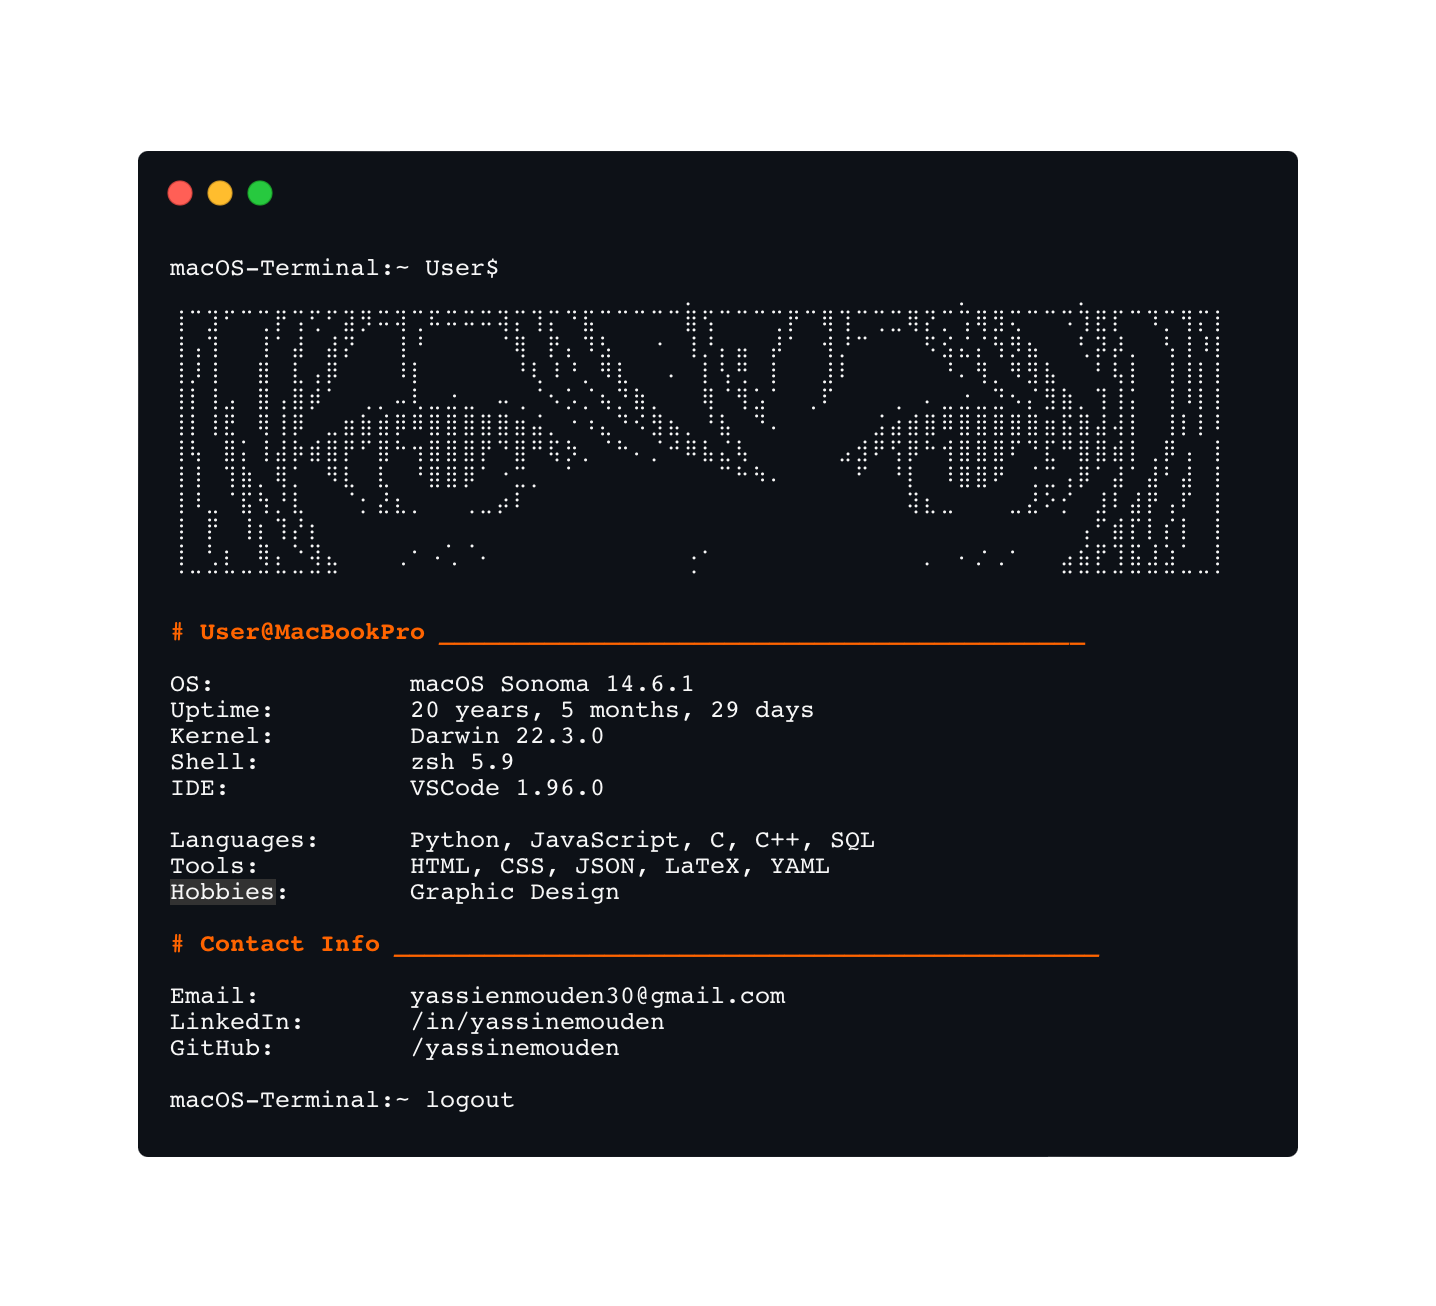 macOS-Terminal:~ User$
# User@MacBookPro ___________________________________________
OS: macOS Sonoma 14.6.1
Uptime: 20 years, 5 months, 29 days
Kernel: Darwin 22.3.0
Shell: zsh 5.9
IDE: VSCode 1.96.0
Languages: Python, JavaScript, C, C++, SQL
Tools: HTML, CSS, JSON, LaTeX, YAML
Hobbies: Graphic Design
# Contact Info _______________________________________________
Email: yassienmouden30@gmail.com
LinkedIn: /in/yassinemouden
GitHub: /yassinemouden
macOS-Terminal:~ logout